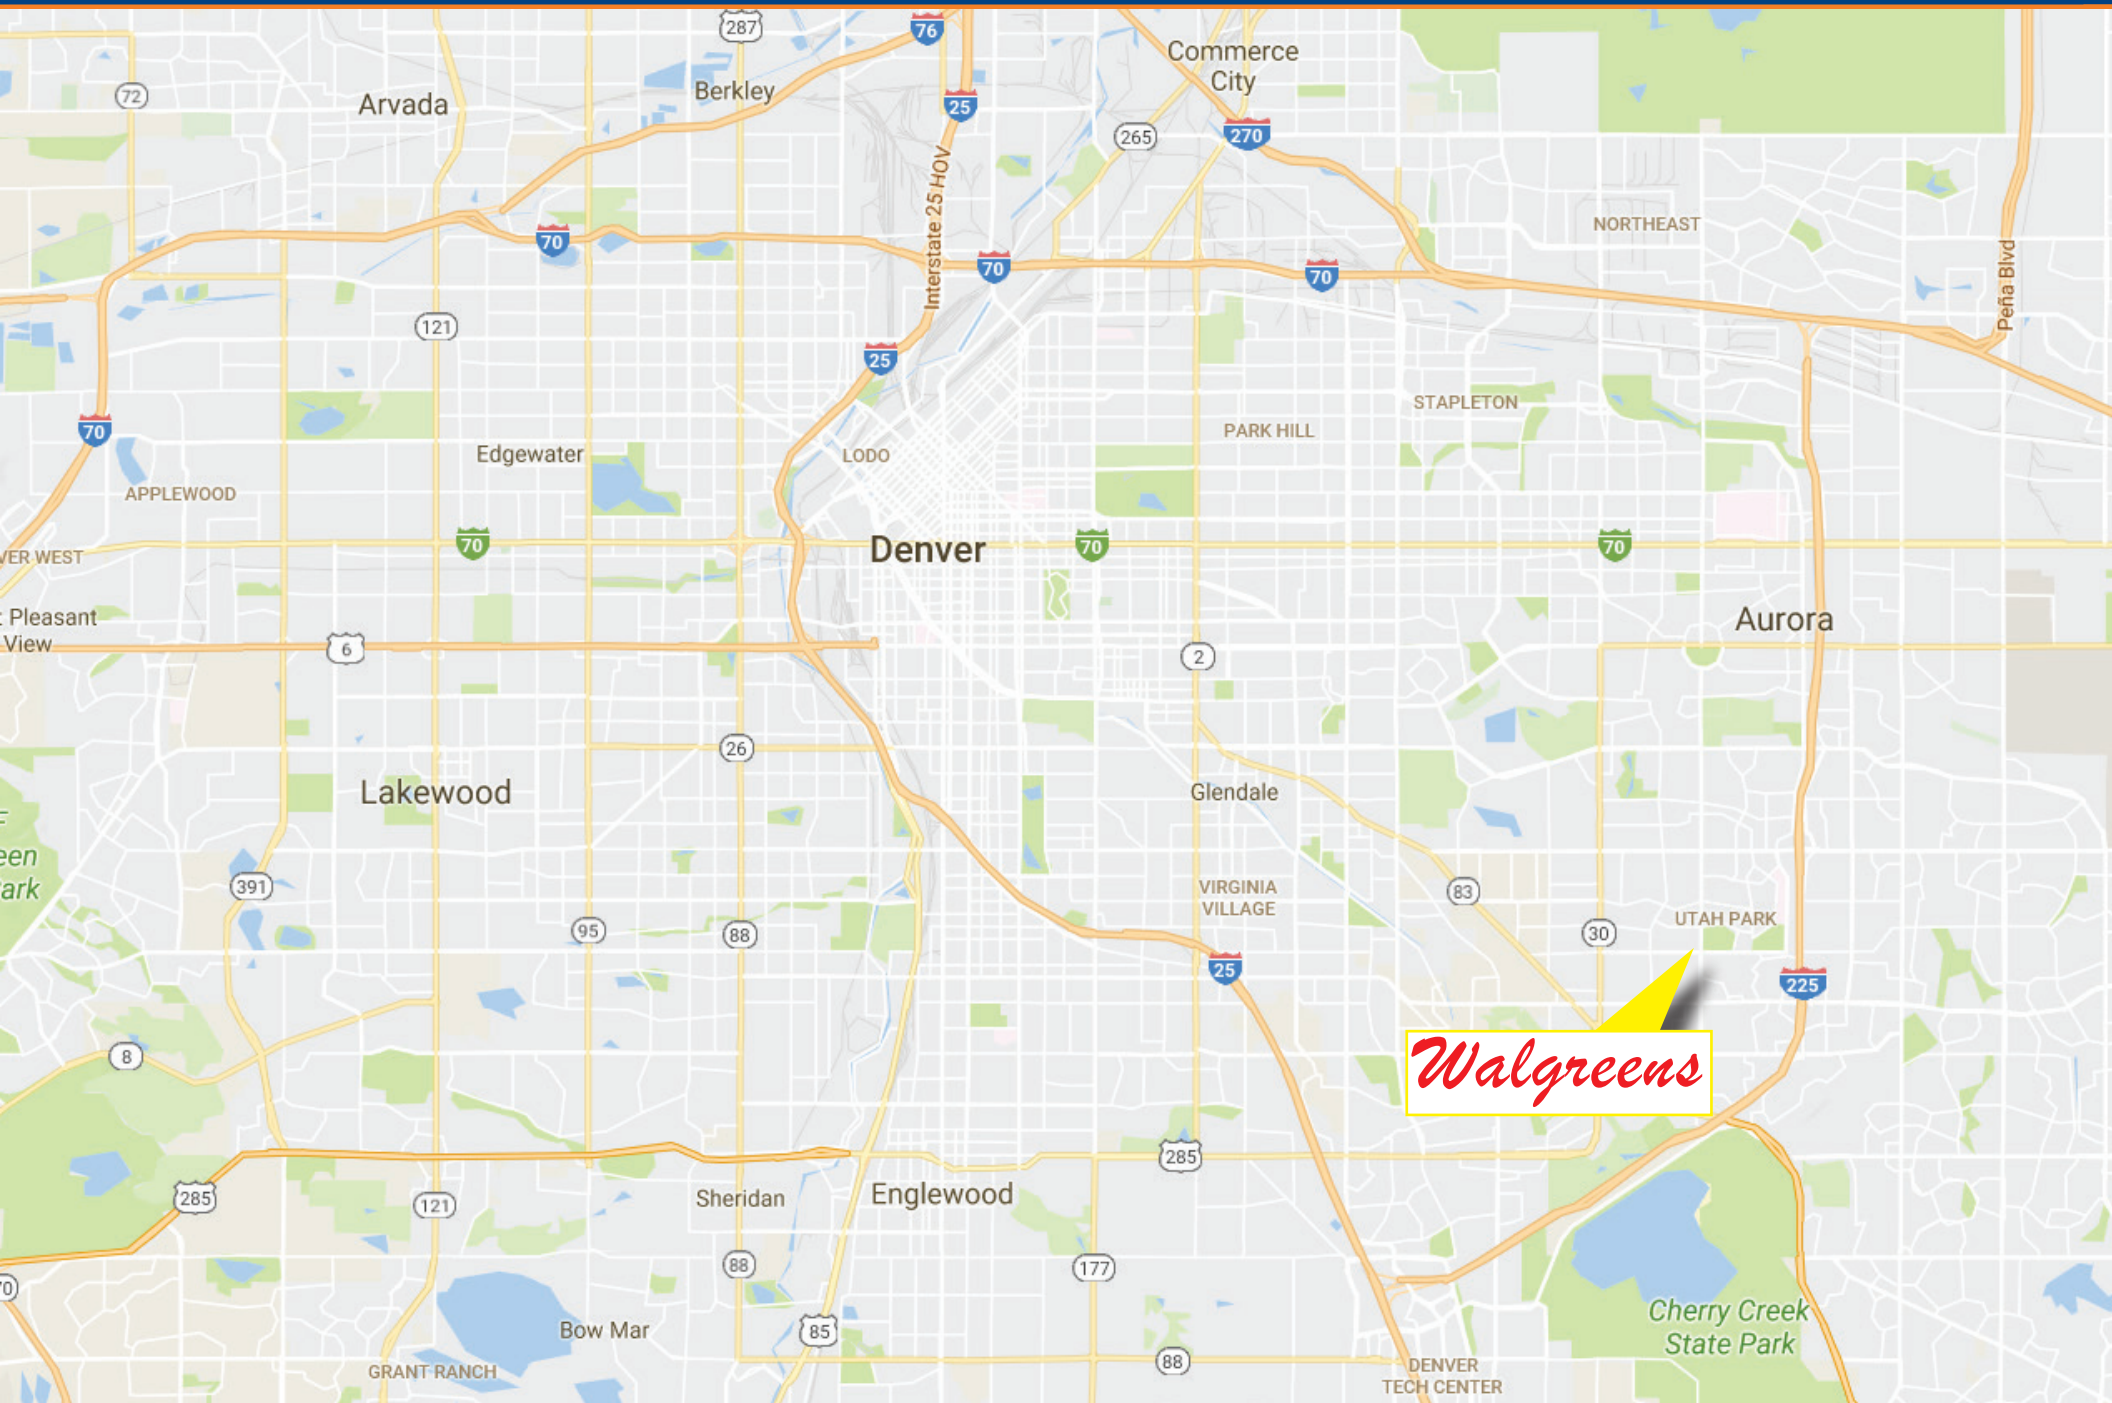 287
76
Commerce
City
72
Arvada
Berkley
25
265
270
Interstate 25 HOV
NORTHEAST
70
70
70
Peña Blvd
121
25
STAPLETON
70
PARK HILL
Edgewater
LODO
APPLEWOOD
70
Denver
70
70
VER WEST
Pleasant
View
Aurora
6
2
26
Lakewood
Glendale
een
ark
391
VIRGINIA
VILLAGE
83
UTAH PARK
95
88
30
25
225
8
Walgreens
285
285
121
Sheridan
Englewood
88
177
70
Cherry Creek
State Park
Bow Mar
85
GRANT RANCH
88
DENVER
TECH CENTER